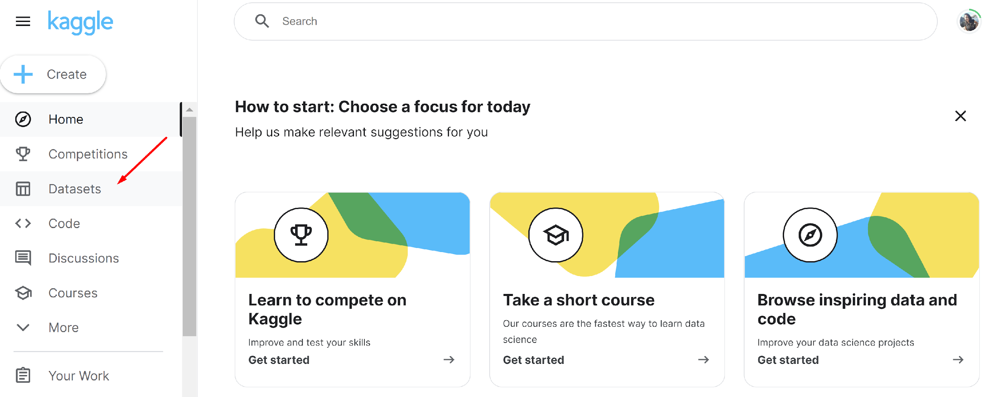 kaggle
Search
Create
Home
Competitions
Datasets
Code
Discussions
Courses
More
Your Work
How to start: Choose a focus for today
Help us make relevant suggestions for you
Learn to compete on
Kaggle
Improve and test your skills
Get started
Take a short course
Our courses are the fastest way to learn data
science
Get started
Browse inspiring data and
code
Improve your data science projects
Get started